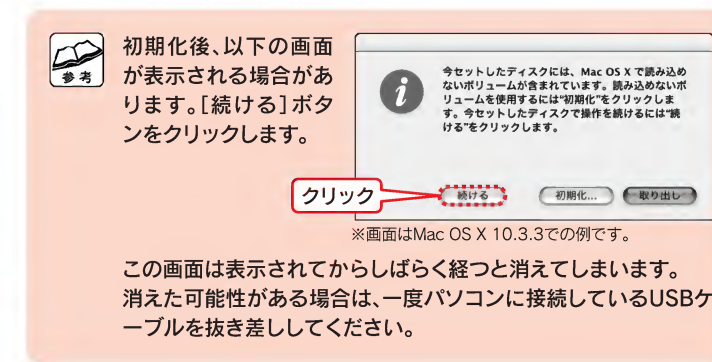 参考
初期化後、以下の画面
が表示される場合があ
ります。[続ける]ボタ
ンをクリックします。
今セットしたディスクには、Mac OS X で読み込め
ないボリュームが含まれています。読み込めないボ
リュームを使用するには"初期化"をクリックしま
す。今セットしたディスクで操作を続けるには"続
ける"をクリックします。
クリック
続ける
初期化...
取り出し
※画面はMac OS X 10.3.3での例です。
この画面は表示されてからしばらく経つと消えてしまいます。
消えた可能性がある場合は、一度パソコンに接続しているUSBケ
ーブルを抜き差ししてください。